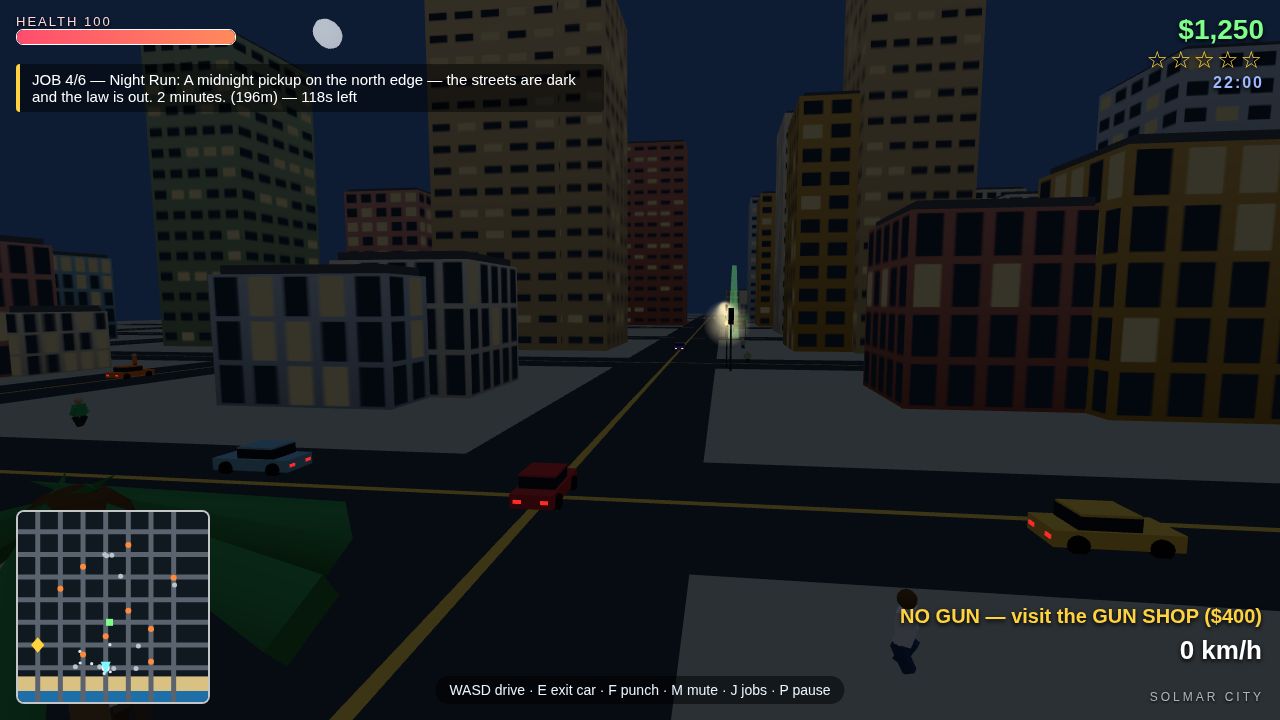 HEALTH 100
$1,250
☆☆☆☆☆
22:00
JOB 4/6 — Night Run: A midnight pickup on the north edge — the streets are dark
and the law is out. 2 minutes. (196m) — 118s left
NO GUN — visit the GUN SHOP ($400)
0 km/h
WASD drive · E exit car · F punch · M mute · J jobs · P pause
SOLMAR CITY